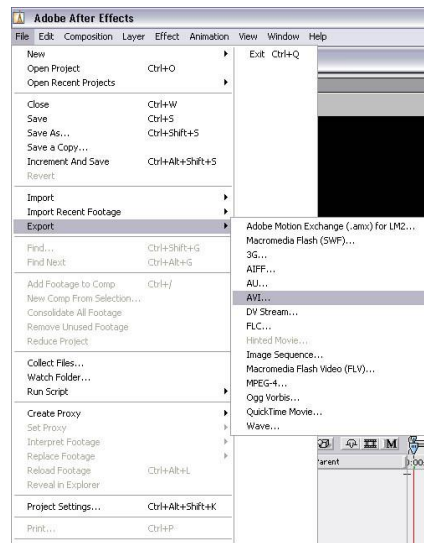 Adobe After Effects
File Edit Composition Layer Effect Animation View Window Help
New
Exit Ctrl+Q
Open Project Ctrl+O
Open Recent Projects
Close Ctrl+W
Save Ctrl+S
Save As... Ctrl+Shift+S
Save a Copy...
Increment And Save Ctrl+Alt+Shift+S
Revert
Import
Import Recent Footage
Export
Find... Ctrl+Shift+G
Find Next Ctrl+Alt+G
Add Footage to Comp Ctrl+/
New Comp From Selection...
Consolidate All Footage
Remove Unused Footage
Reduce Project
Collect Files...
Watch Folder...
Run Script
Create Proxy
Set Proxy
Interpret Footage
Replace Footage
Reload Footage Ctrl+Alt+L
Reveal in Explorer
Project Settings... Ctrl+Alt+Shift+K
Print... Ctrl+P
Adobe Motion Exchange (.amx) for LM2...
Macromedia Flash (SWF)...
3G...
AIFF...
AU...
AVI...
DV Stream...
FLC...
Hinted Movie...
Image Sequence...
Macromedia Flash Video (FLV)...
MPEG-4...
Ogg Vorbis...
QuickTime Movie...
Wave...
M